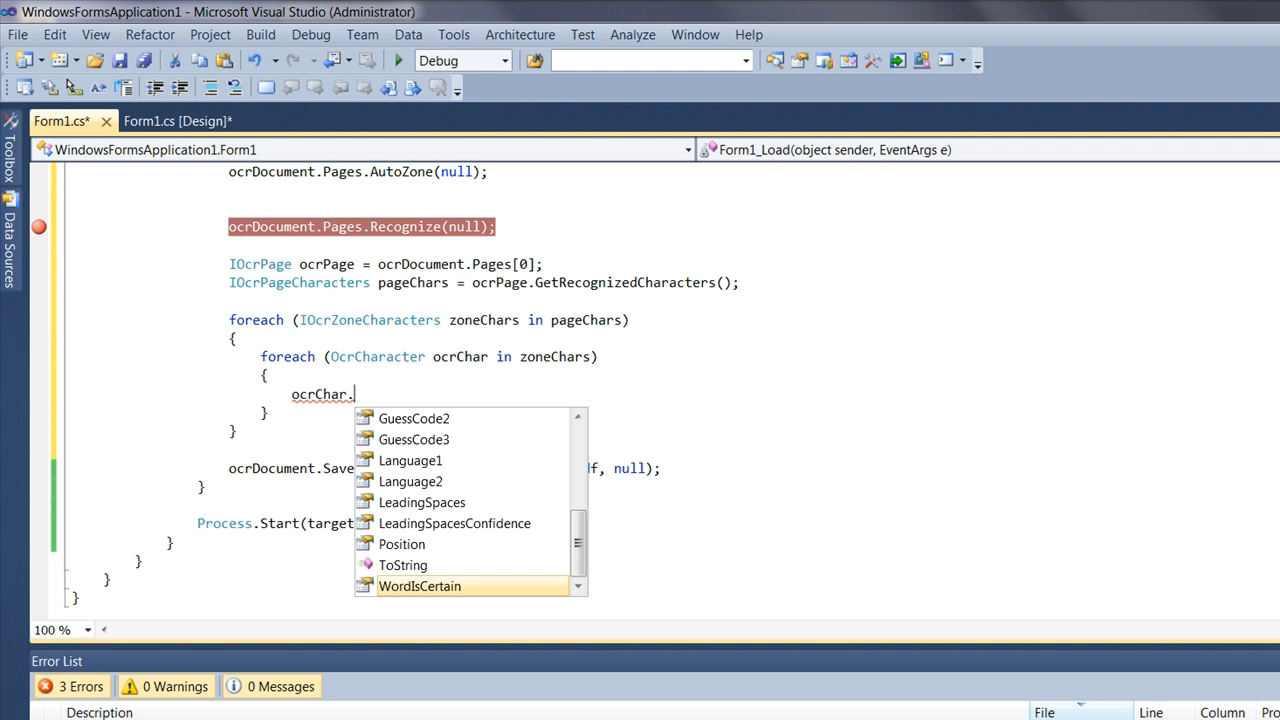 WindowsFormsApplication1 - Microsoft Visual Studio (Administrator)
File Edit View Refactor Project Build Debug Team Data Tools Architecture Test Analyze Window Help
Debug
Form1.cs* Form1.cs [Design]*
Toolbox
Data Sources
WindowsFormsApplication1.Form1 Form1_Load(object sender, EventArgs e)
ocrDocument.Pages.AutoZone(null);
ocrDocument.Pages.Recognize(null);
IOcrPage ocrPage = ocrDocument.Pages[0];
IOcrPageCharacters pageChars = ocrPage.GetRecognizedCharacters();
foreach (IOcrZoneCharacters zoneChars in pageChars)
{
foreach (OcrCharacter ocrChar in zoneChars)
{
ocrChar.
}
}
GuessCode2
GuessCode3
Language1
Language2
LeadingSpaces
LeadingSpacesConfidence
Position
ToString
WordIsCertain
ocrDocument.Save f, null);
}
Process.Start(target
}
}
}
}
100 %
Error List
3 Errors 0 Warnings 0 Messages
Description File Line Column